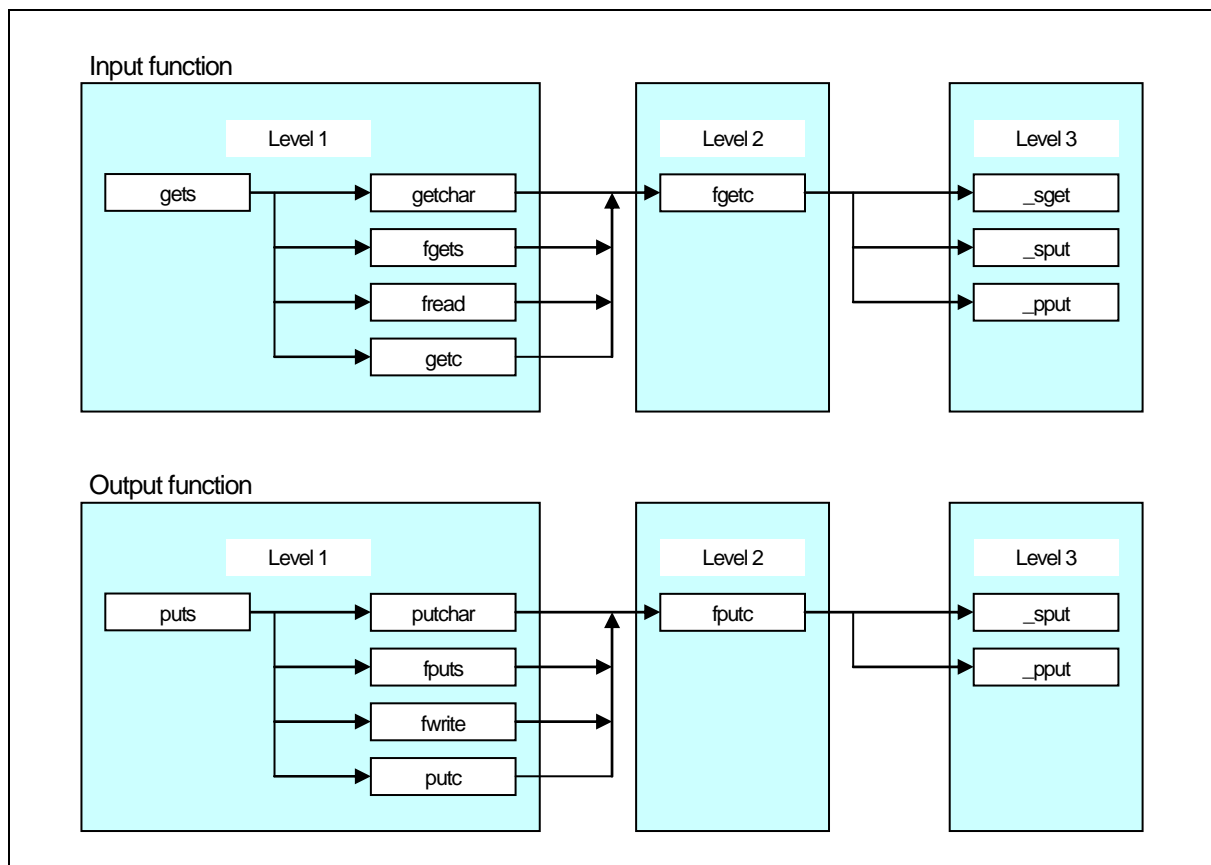 Input function
Level 1
Level 2
Level 3
gets
getchar
fgetc
_sget
fgets
_sput
fread
_pput
getc
Output function
Level 1
Level 2
Level 3
puts
putchar
fputc
_sput
fputs
_pput
fwrite
putc